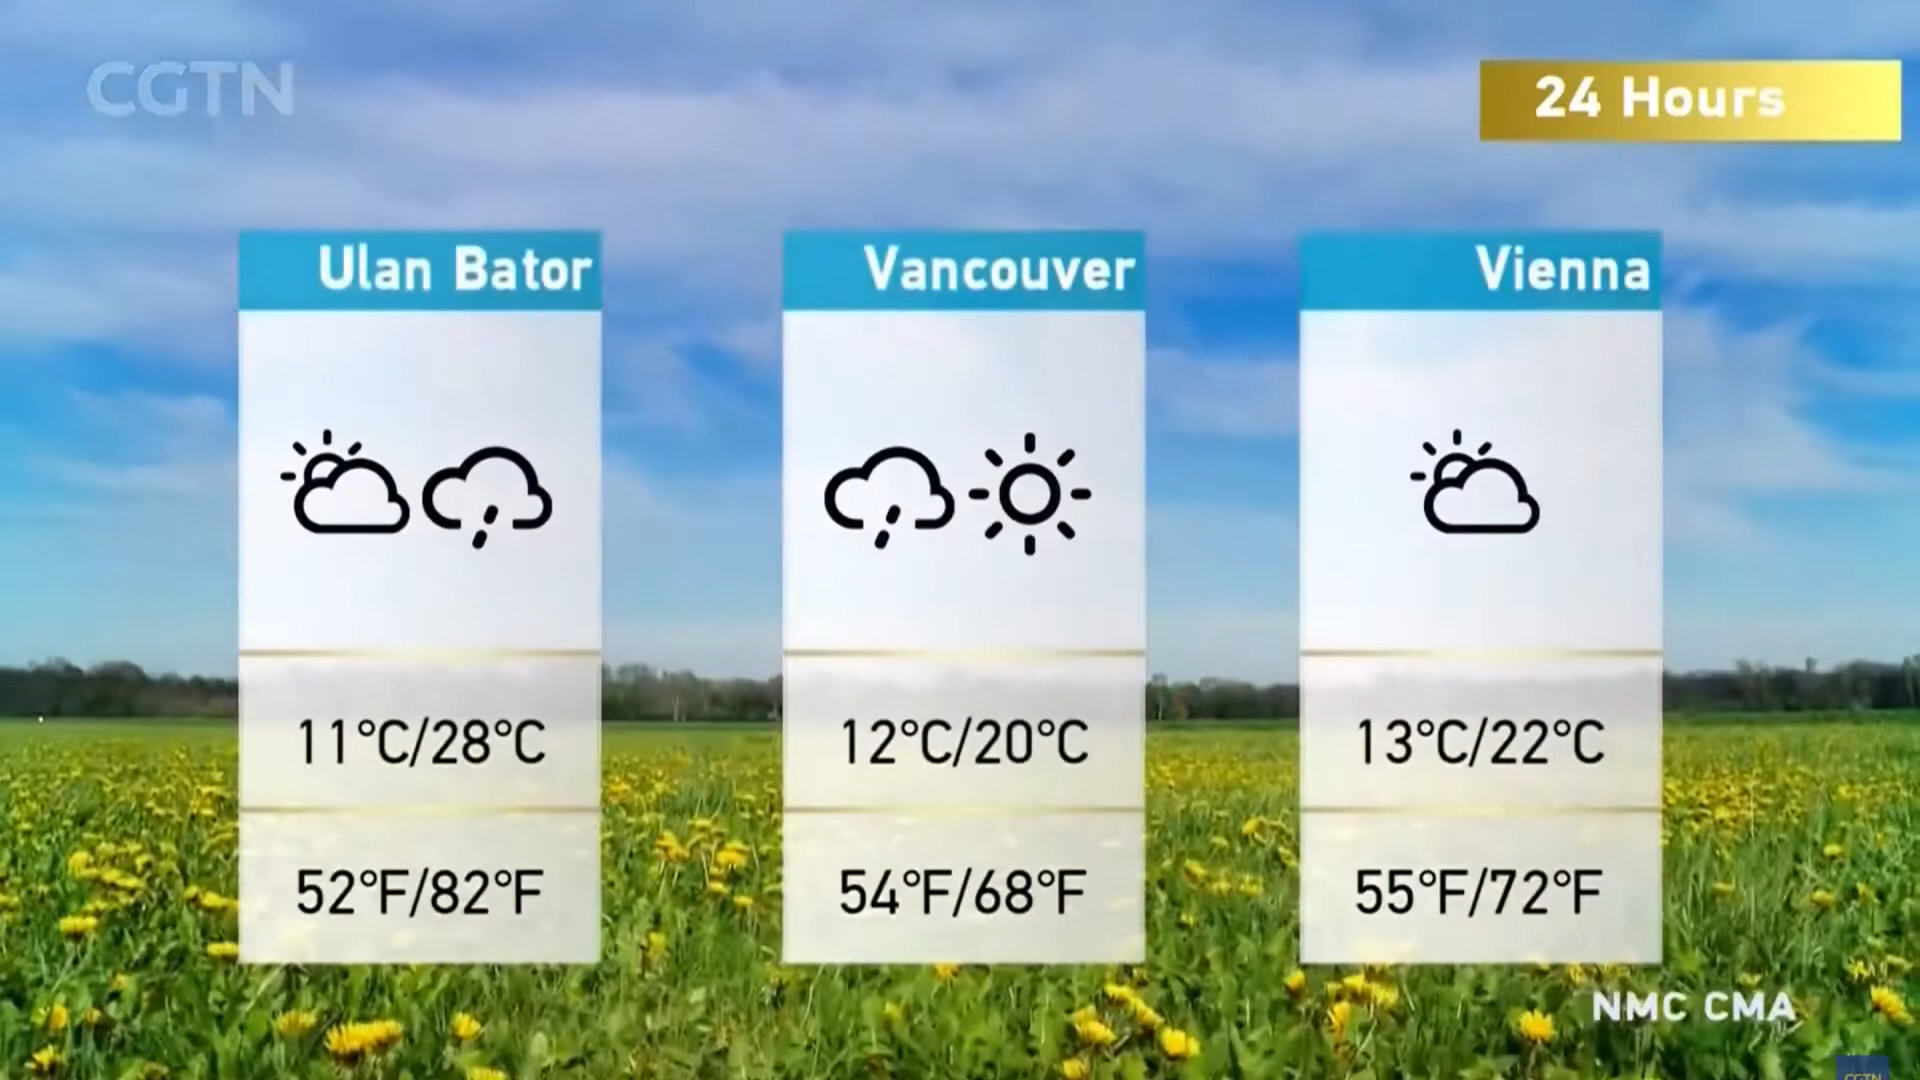 CGTN
24 Hours
Ulan Bator
11°C/28°C
52°F/82°F
Vancouver
12°C/20°C
54°F/68°F
Vienna
13°C/22°C
55°F/72°F
NMC CMA
CGTN